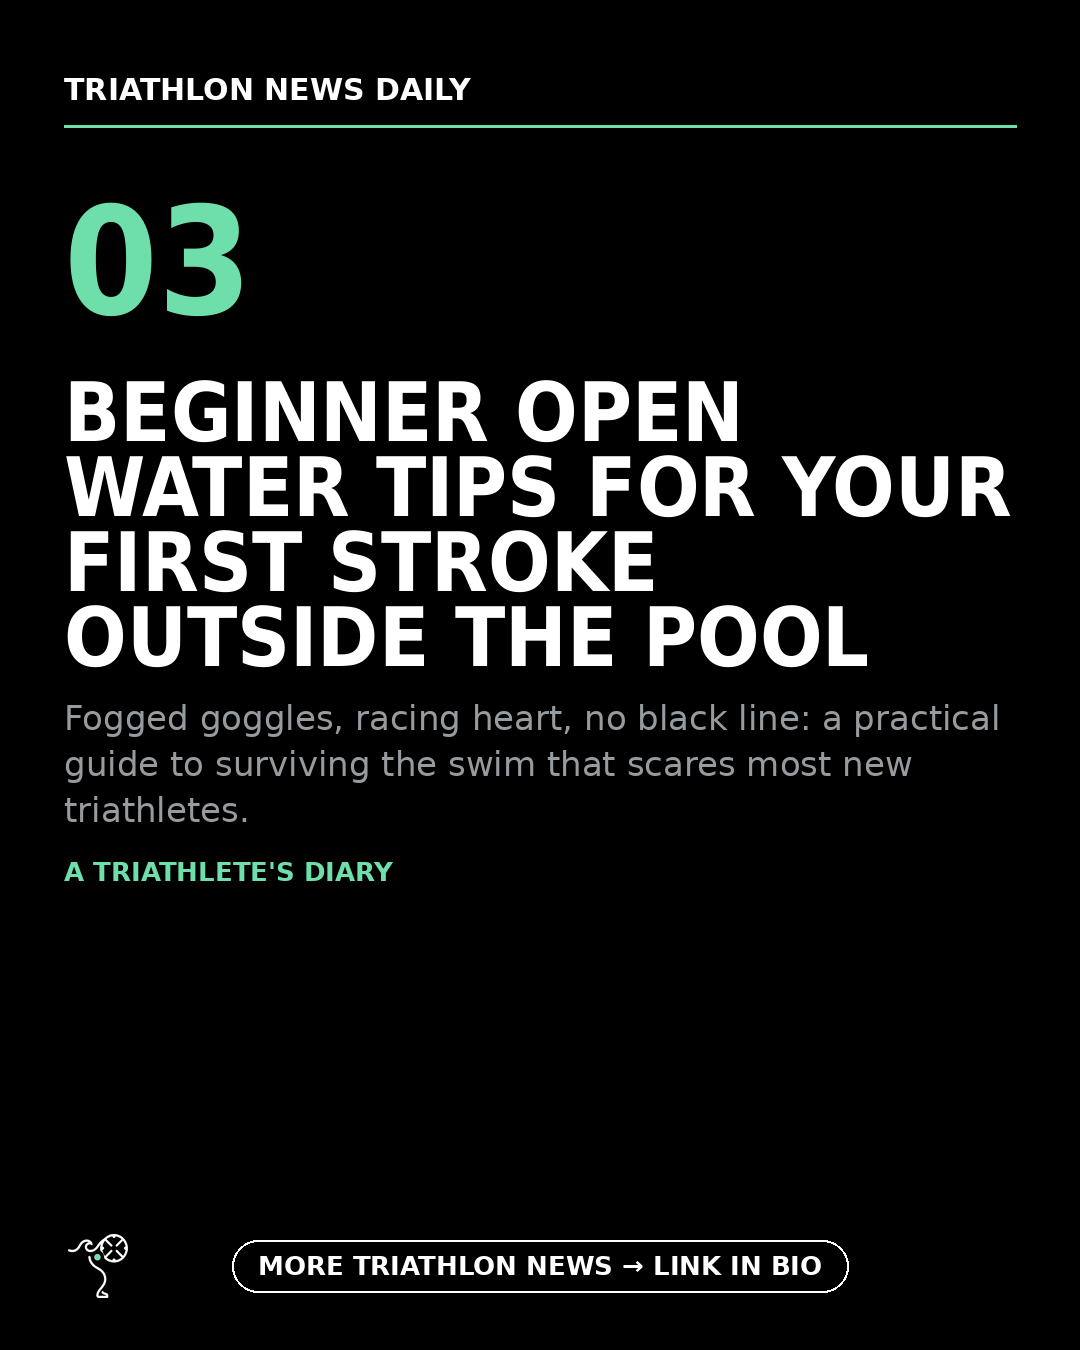 TRIATHLON NEWS DAILY
03
BEGINNER OPEN
WATER TIPS FOR YOUR
FIRST STROKE
OUTSIDE THE POOL
Fogged goggles, racing heart, no black line: a practical
guide to surviving the swim that scares most new
triathletes.
A TRIATHLETE'S DIARY
MORE TRIATHLON NEWS → LINK IN BIO